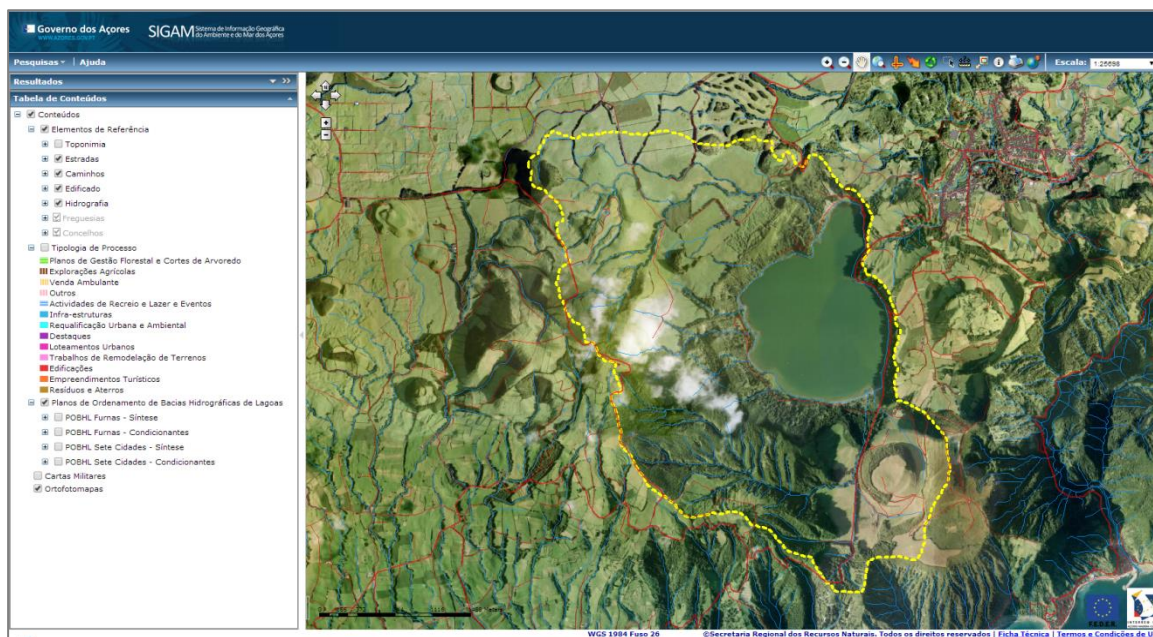 Governo dos Açores
WWW.AZORES.GOV.PT
SIGAM Sistema de Informação Geográfica
do Ambiente e do Mar dos Açores
Pesquisas | Ajuda
Escala: 1:25698
Resultados
Tabela de Conteúdos
Conteúdos
Elementos de Referência
Toponimia
Estradas
Caminhos
Edificado
Hidrografia
Freguesias
Concelhos
Tipologia de Processo
Planos de Gestão Florestal e Cortes de Arvoredo
Explorações Agrícolas
Venda Ambulante
Outros
Actividades de Recreio e Lazer e Eventos
Infra-estruturas
Requalificação Urbana e Ambiental
Destaques
Loteamentos Urbanos
Trabalhos de Remodelação de Terrenos
Edificações
Empreendimentos Turísticos
Resíduos e Aterros
Planos de Ordenamento de Bacias Hidrográficas de Lagoas
POBHL Furnas - Síntese
POBHL Furnas - Condicionantes
POBHL Sete Cidades - Síntese
POBHL Sete Cidades - Condicionantes
Cartas Militares
Ortofotomapas
F.E.D.E.R.
WGS 1984 Fuso 26
©Secretaria Regional dos Recursos Naturais. Todos os direitos reservados | Ficha Técnica | Termos e Condições de U